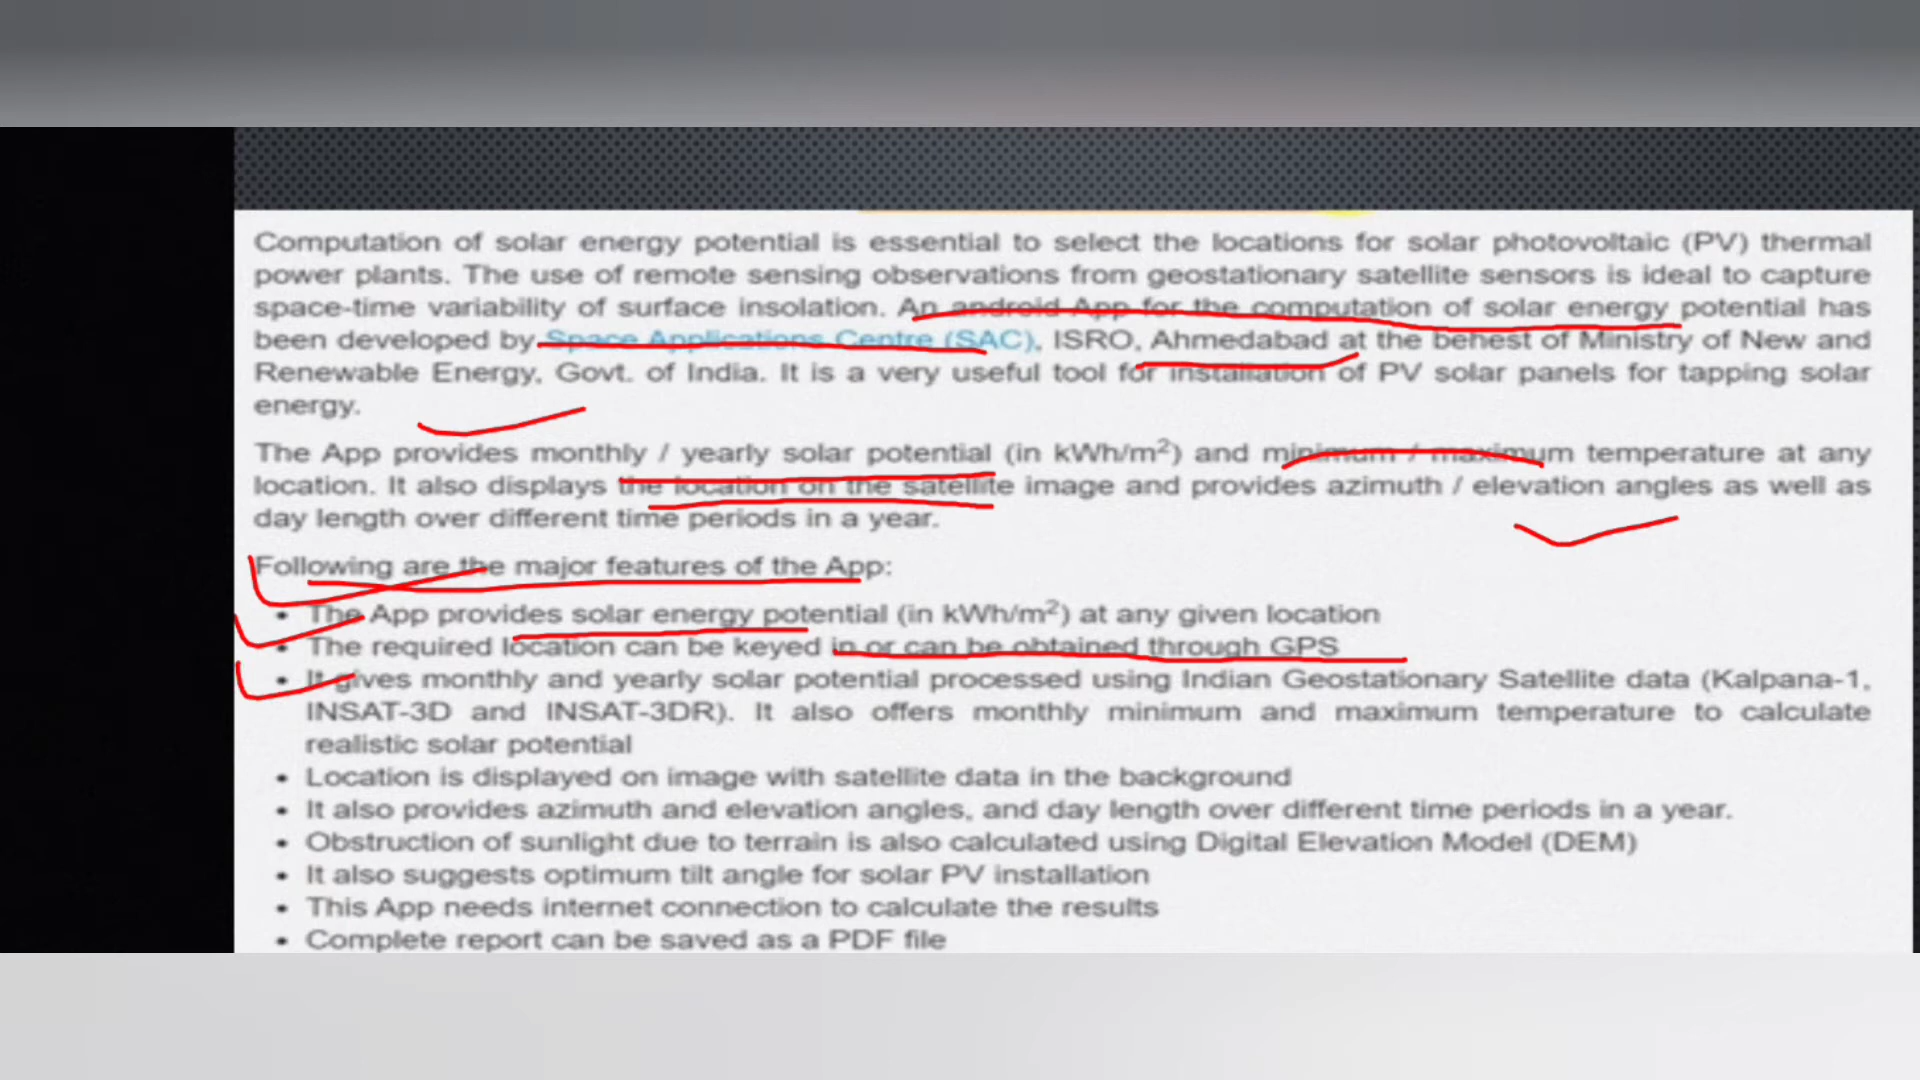 Computation of solar energy potential is essential to select the locations for solar photovoltaic (PV) thermal
power plants. The use of remote sensing observations from geostationary satellite sensors is ideal to capture
space-time variability of surface insolation. An android App for the computation of solar energy potential has
been developed by Space Applications Centre (SAC), ISRO, Ahmedabad at the behest of Ministry of New and
Renewable Energy, Govt. of India. It is a very useful tool for installation of PV solar panels for tapping solar
energy.
The App provides monthly / yearly solar potential (in kWh/m²) and minimum / maximum temperature at any
location. It also displays the location on the satellite image and provides azimuth / elevation angles as well as
day length over different time periods in a year.
Following are the major features of the App:
• The App provides solar energy potential (in kWh/m²) at any given location
• The required location can be keyed in or can be obtained through GPS
• It gives monthly and yearly solar potential processed using Indian Geostationary Satellite data (Kalpana-1,
INSAT-3D and INSAT-3DR). It also offers monthly minimum and maximum temperature to calculate
realistic solar potential
• Location is displayed on image with satellite data in the background
• It also provides azimuth and elevation angles, and day length over different time periods in a year.
• Obstruction of sunlight due to terrain is also calculated using Digital Elevation Model (DEM)
• It also suggests optimum tilt angle for solar PV installation
• This App needs internet connection to calculate the results
• Complete report can be saved as a PDF file